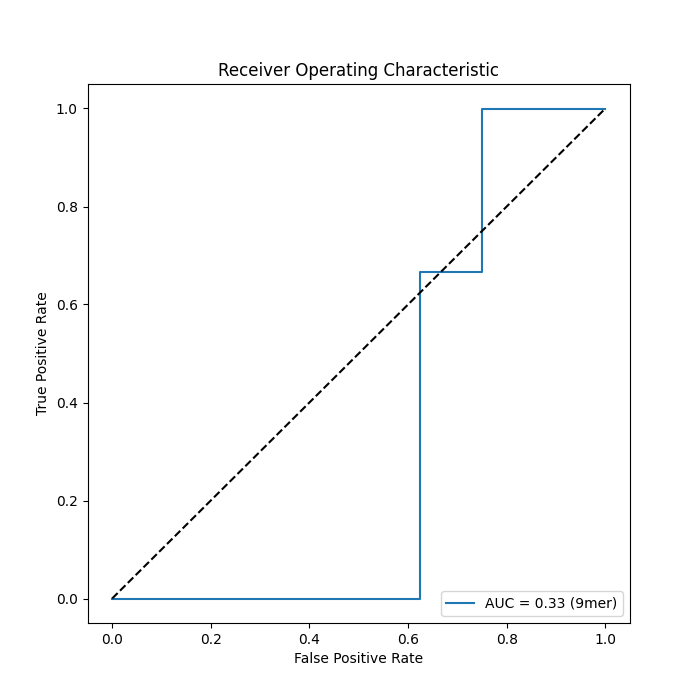 Receiver Operating Characteristic
True Positive Rate
1.0
0.8
0.6
0.4
0.2
0.0
AUC = 0.33 (9mer)
0.0 0.2 0.4 0.6 0.8 1.0
False Positive Rate